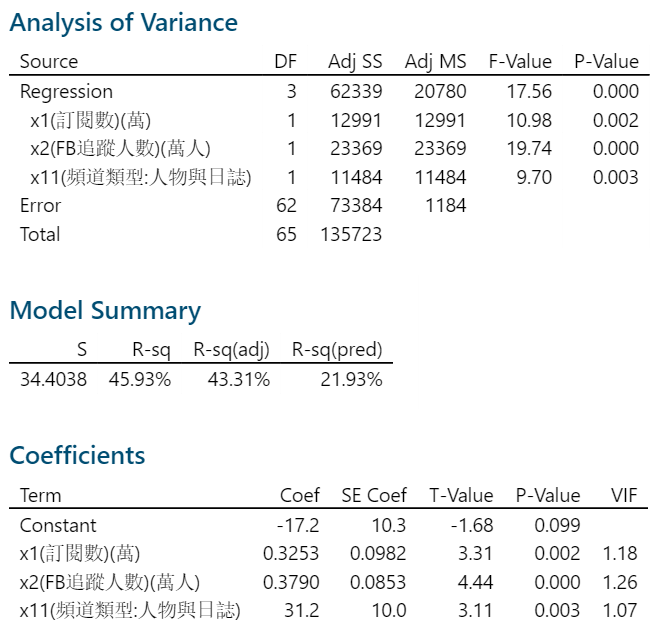 Analysis of Variance
Source DF Adj SS Adj MS F-Value P-Value
Regression 3 62339 20780 17.56 0.000
x1(訂閱數)(萬) 1 12991 12991 10.98 0.002
x2(FB追蹤人數)(萬人) 1 23369 23369 19.74 0.000
x11(頻道類型:人物與日誌) 1 11484 11484 9.70 0.003
Error 62 73384 1184
Total 65 135723
Model Summary
S R-sq R-sq(adj) R-sq(pred)
34.4038 45.93% 43.31% 21.93%
Coefficients
Term Coef SE Coef T-Value P-Value VIF
Constant -17.2 10.3 -1.68 0.099
x1(訂閱數)(萬) 0.3253 0.0982 3.31 0.002 1.18
x2(FB追蹤人數)(萬人) 0.3790 0.0853 4.44 0.000 1.26
x11(頻道類型:人物與日誌) 31.2 10.0 3.11 0.003 1.07